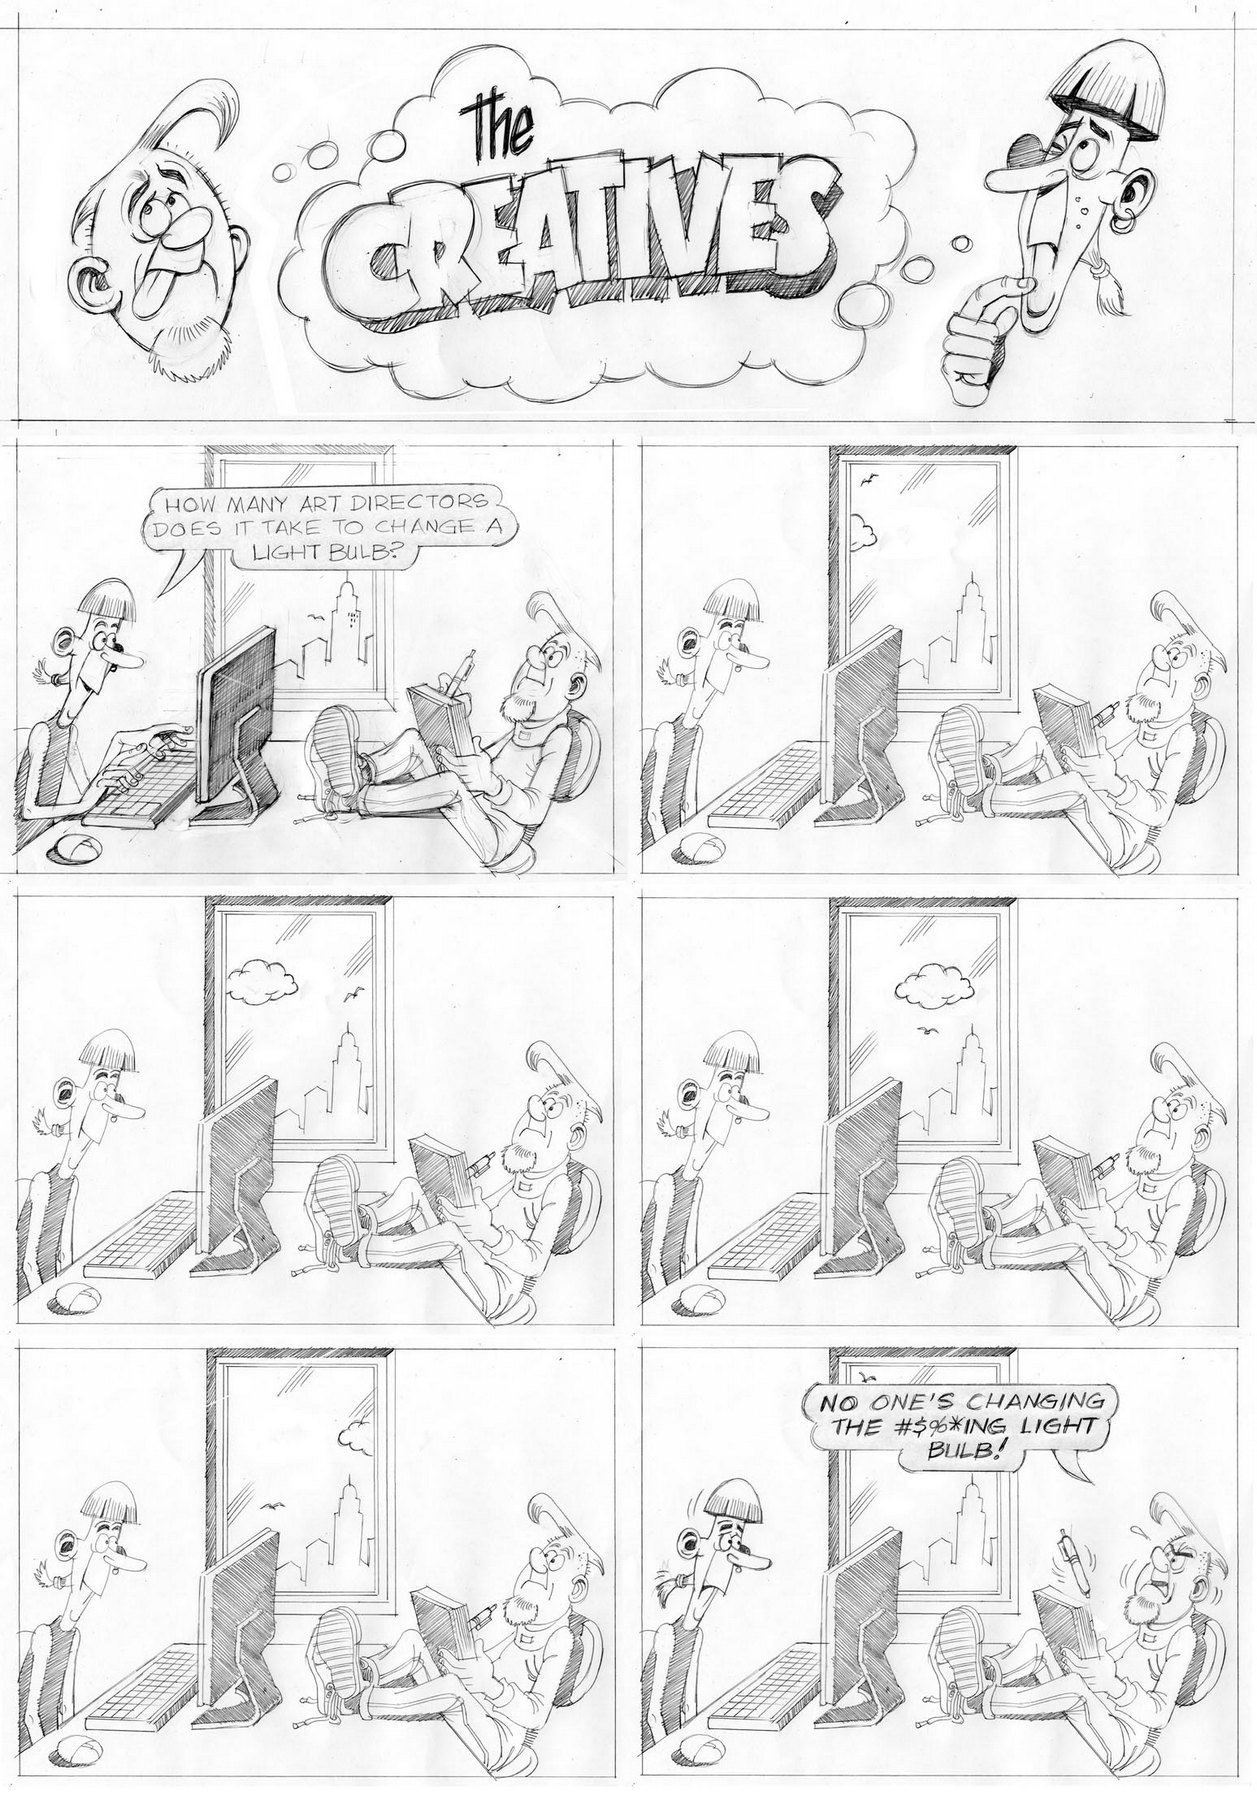 the
CREATIVES
HOW MANY ART DIRECTORS
DOES IT TAKE TO CHANGE A
LIGHT BULB?
NO ONE'S CHANGING
THE #$%*ING LIGHT
BULB!